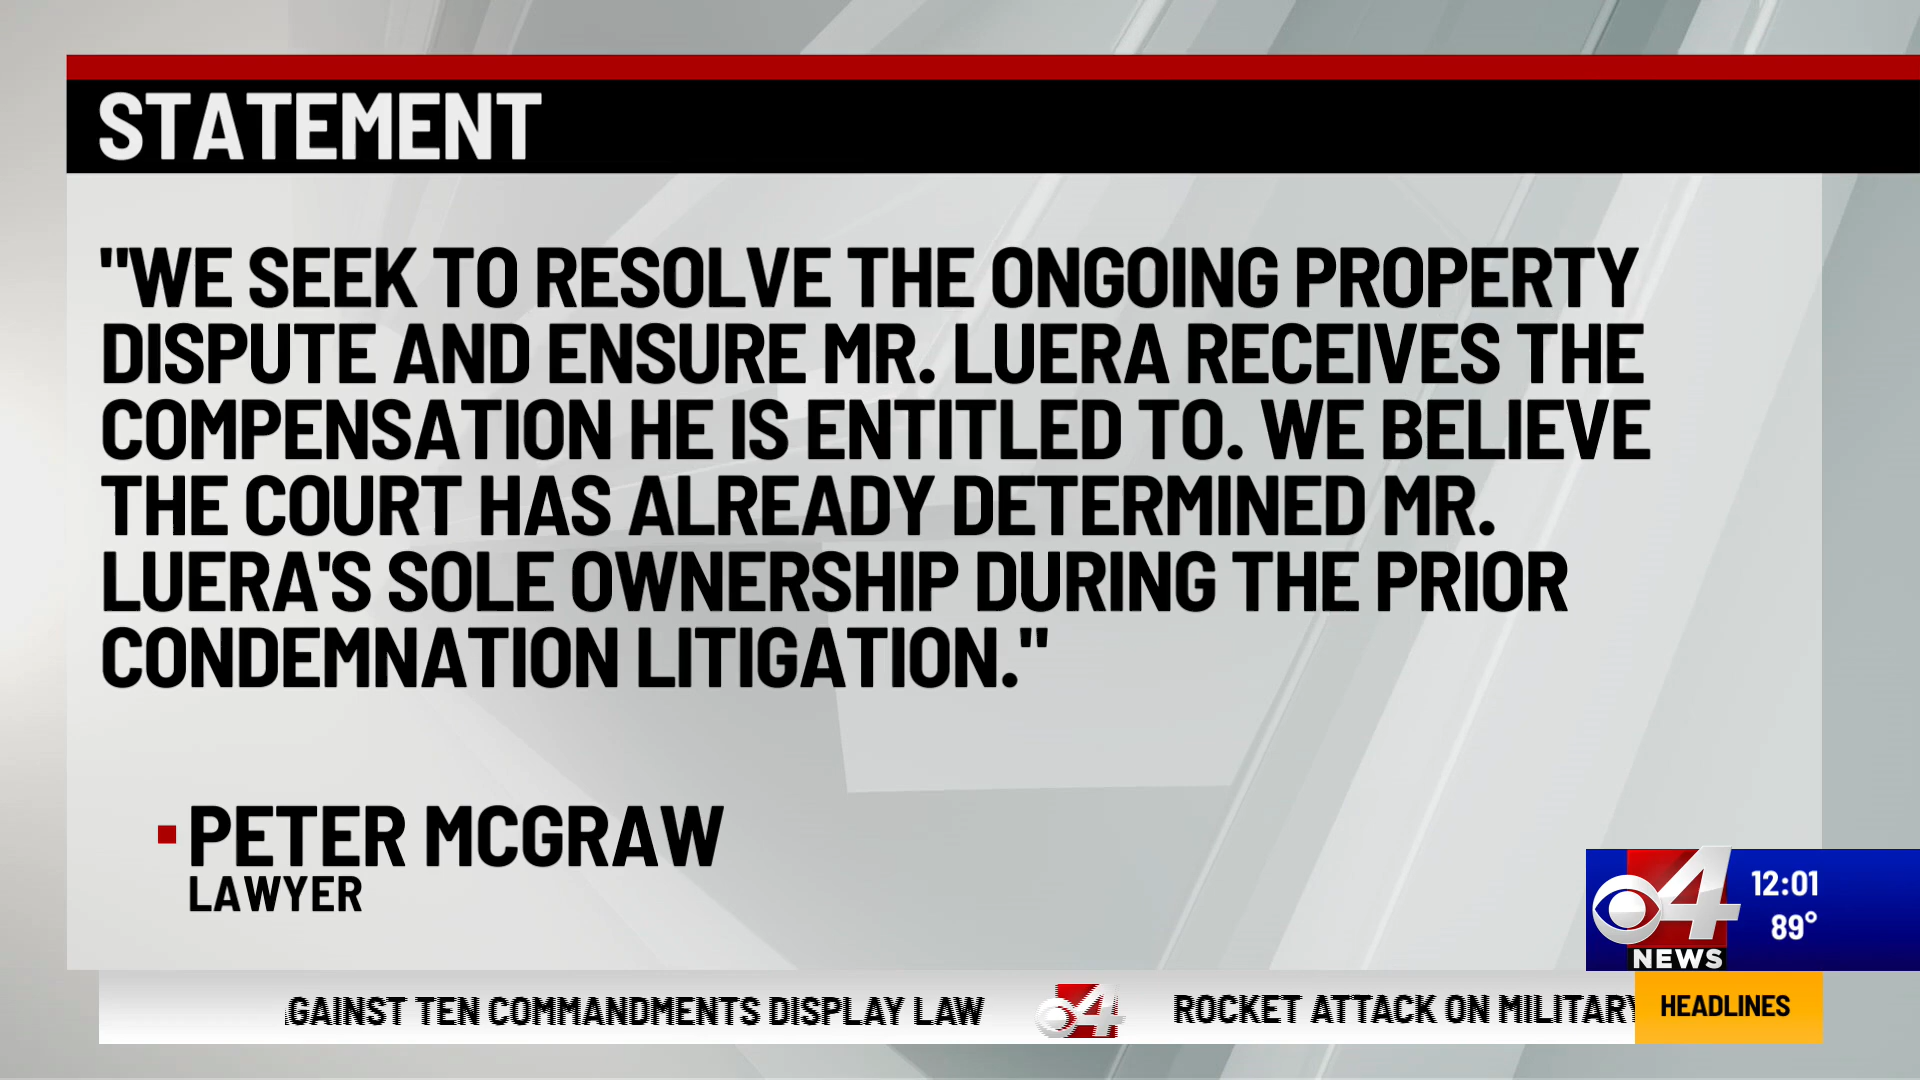 STATEMENT
"WE SEEK TO RESOLVE THE ONGOING PROPERTY
DISPUTE AND ENSURE MR. LUERA RECEIVES THE
COMPENSATION HE IS ENTITLED TO. WE BELIEVE
THE COURT HAS ALREADY DETERMINED MR.
LUERA'S SOLE OWNERSHIP DURING THE PRIOR
CONDEMNATION LITIGATION."
PETER MCGRAW
LAWYER
4
NEWS
12:01
89°
GAINST TEN COMMANDMENTS DISPLAY LAW
4
ROCKET ATTACK ON MILITARY
HEADLINES